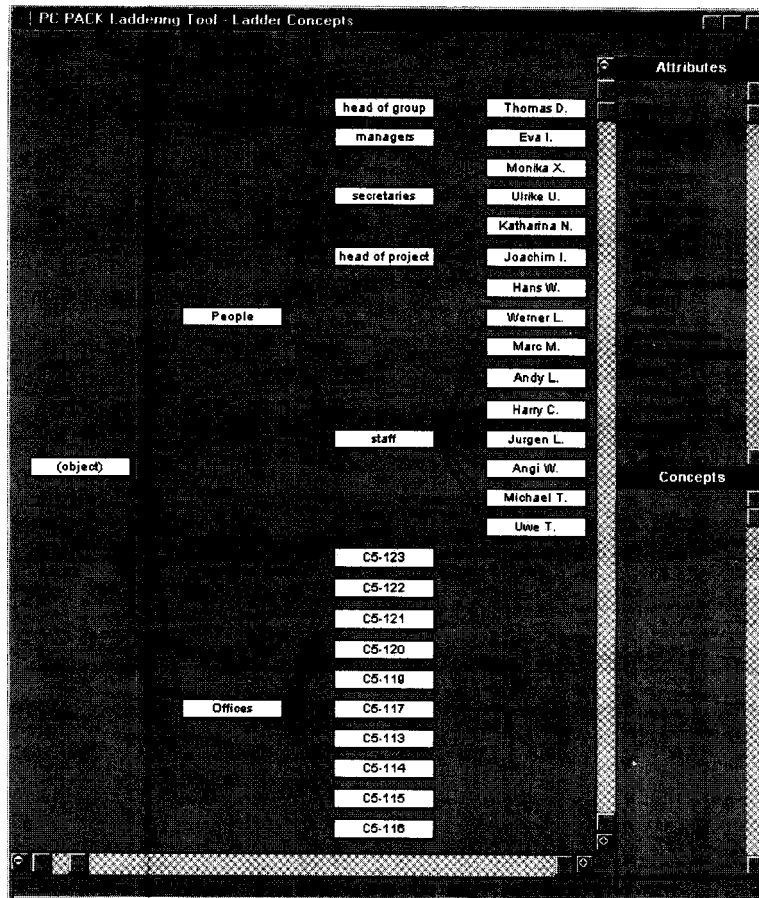 PC PACK Laddering Tool - Ladder Concepts
Attributes
head of group
Thomas D.
managers
Eva I.
Monika X.
secretaries
Ulrike U.
Katharina N.
head of project
Joachim I.
Hans W.
People
Werner L.
Marc M.
Andy L.
Harry C.
staff
Jurgen L.
(object)
Angi W.
Concepts
Michael T.
Uwe T.
C5-123
C5-122
C5-121
C5-120
C5-119
Offices
C5-117
C5-113
C5-114
C5-115
C5-116